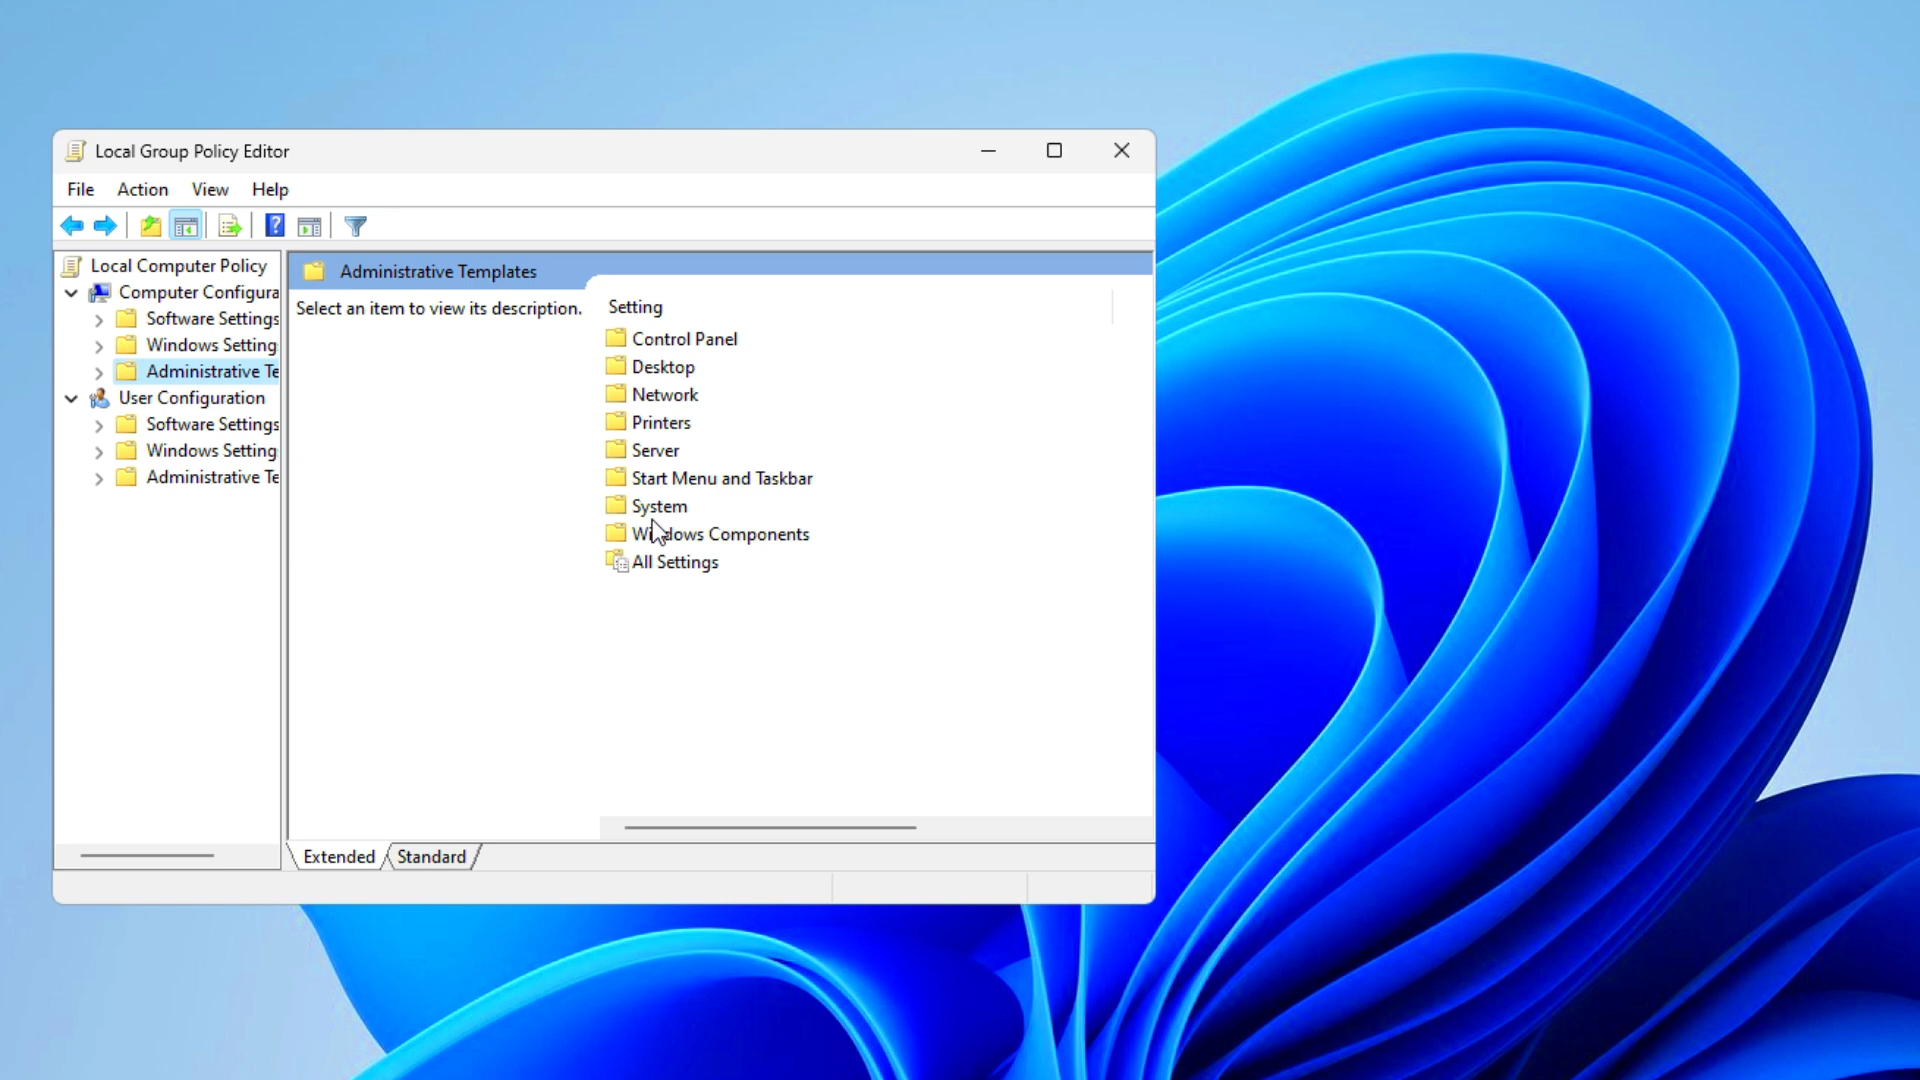 Local Group Policy Editor
File Action View Help
Local Computer Policy
Computer Configura
Software Settings
Windows Setting
Administrative Te
User Configuration
Software Settings
Windows Setting
Administrative Te
Administrative Templates
Select an item to view its description.
Setting
Control Panel
Desktop
Network
Printers
Server
Start Menu and Taskbar
System
Windows Components
All Settings
Extended Standard